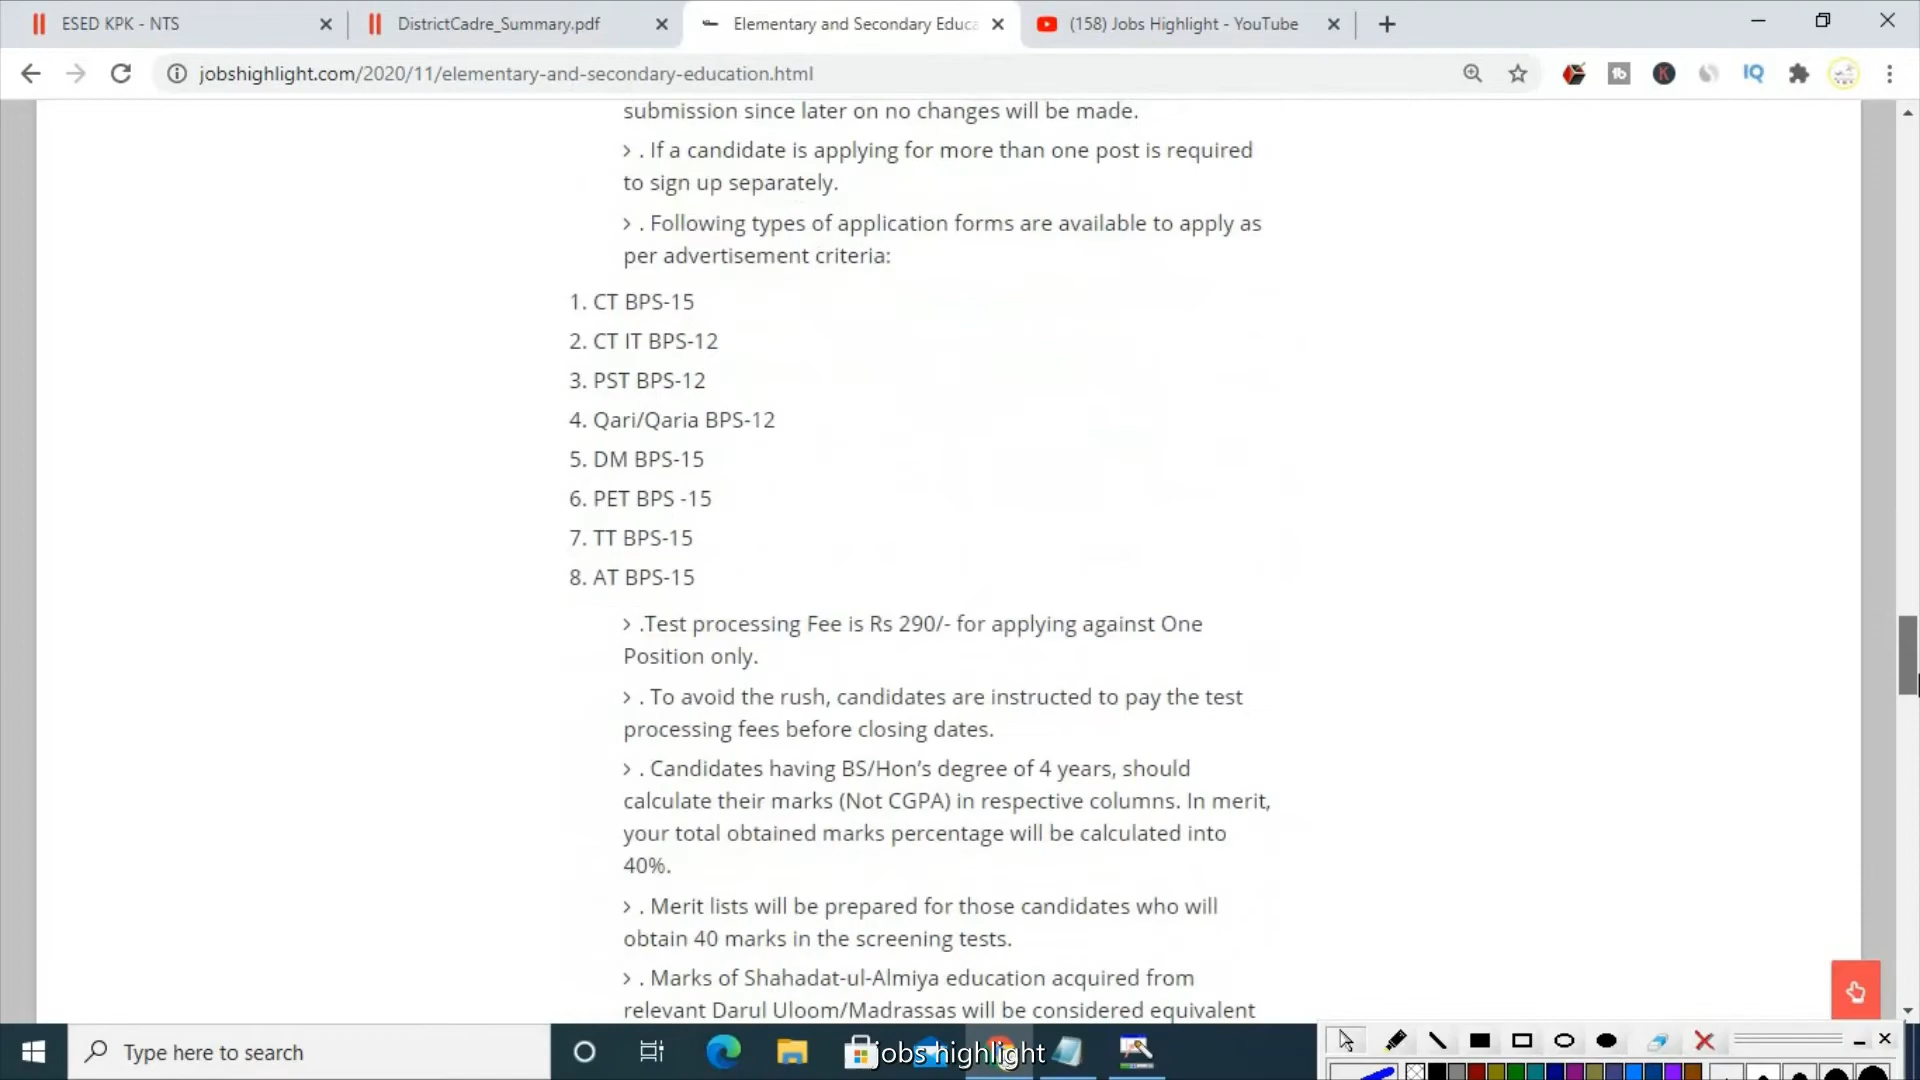 ESED KPK - NTS
DistrictCadre_Summary.pdf
Elementary and Secondary Educa
(158) Jobs Highlight - YouTube
jobshighlight.com/2020/11/elementary-and-secondary-education.html
submission since later on no changes will be made.
> . If a candidate is applying for more than one post is required
to sign up separately.
> . Following types of application forms are available to apply as
per advertisement criteria:
1. CT BPS-15
2. CT IT BPS-12
3. PST BPS-12
4. Qari/Qaria BPS-12
5. DM BPS-15
6. PET BPS -15
7. TT BPS-15
8. AT BPS-15
> .Test processing Fee is Rs 290/- for applying against One
Position only.
> . To avoid the rush, candidates are instructed to pay the test
processing fees before closing dates.
> . Candidates having BS/Hon’s degree of 4 years, should
calculate their marks (Not CGPA) in respective columns. In merit,
your total obtained marks percentage will be calculated into
40%.
> . Merit lists will be prepared for those candidates who will
obtain 40 marks in the screening tests.
> . Marks of Shahadat-ul-Almiya education acquired from
relevant Darul Uloom/Madrassas will be considered equivalent
Type here to search
jobs highlight